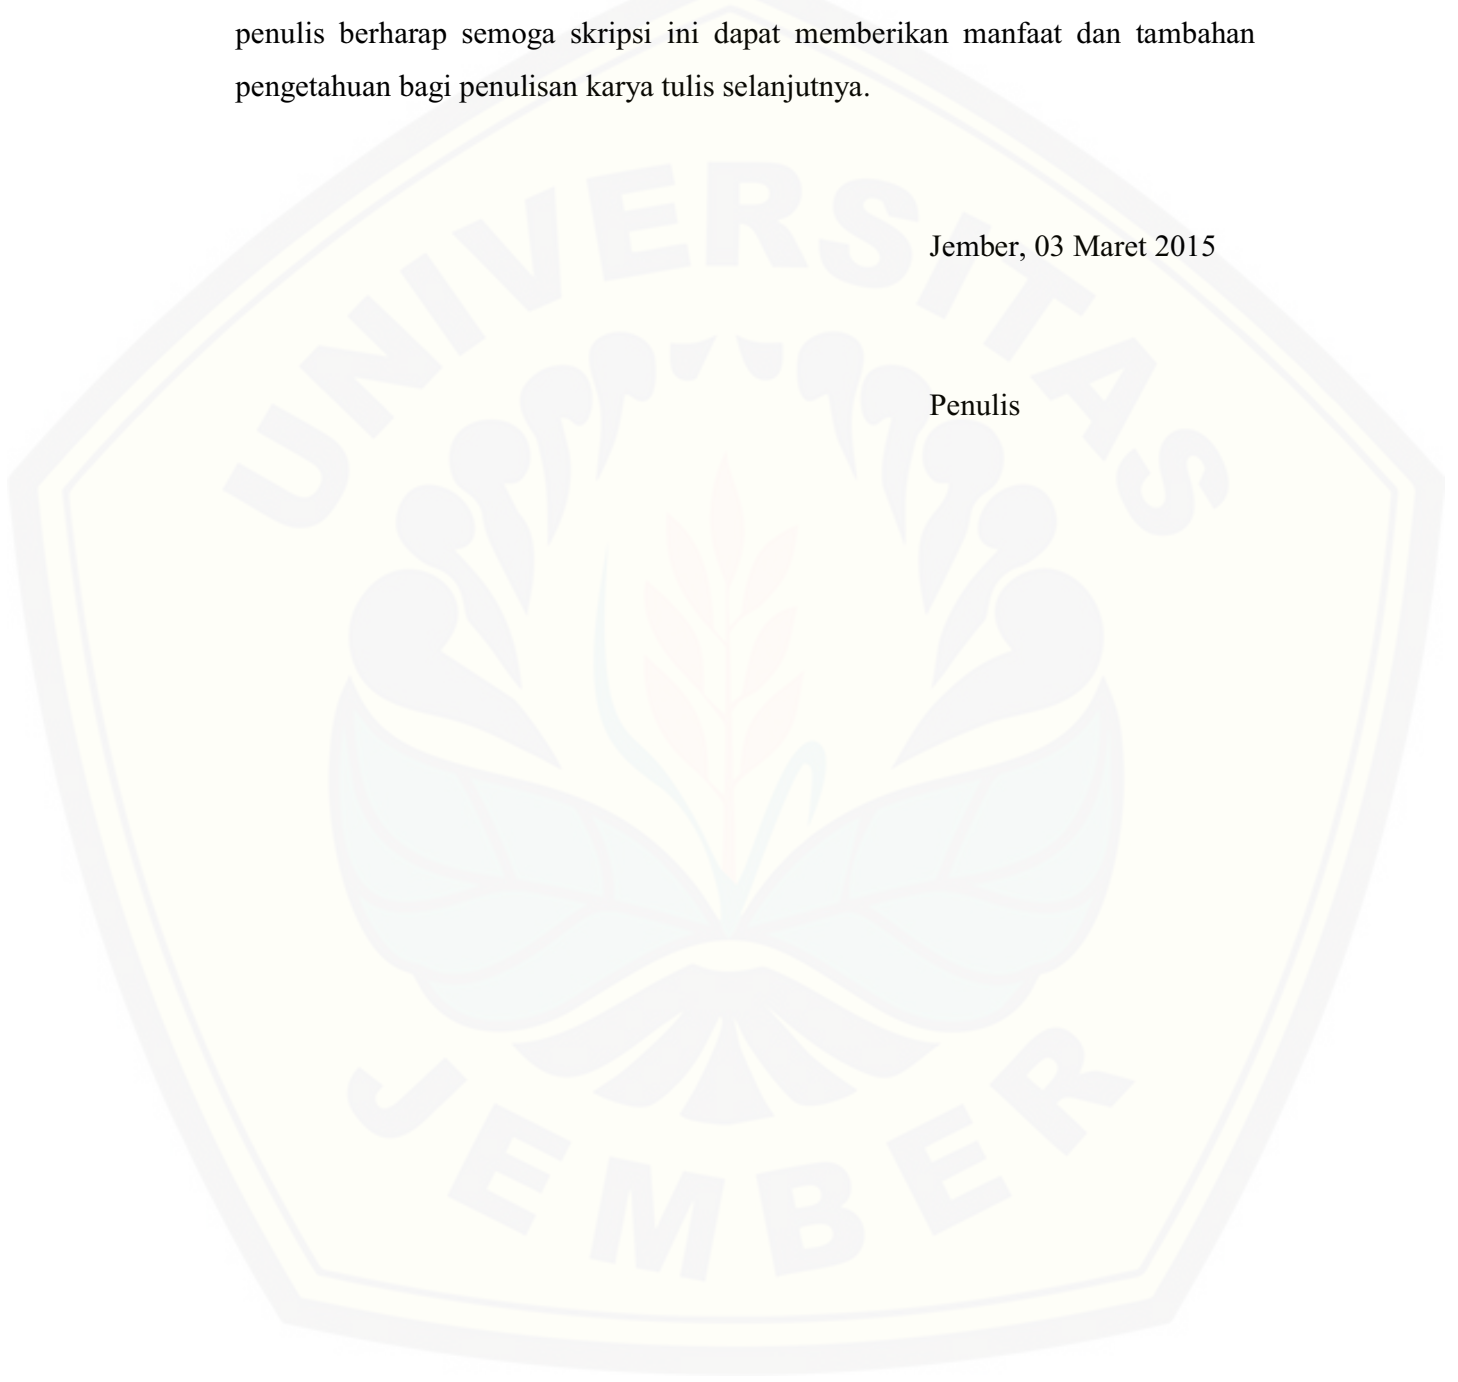 penulis berharap semoga skripsi ini dapat memberikan manfaat dan tambahan
pengetahuan bagi penulisan karya tulis selanjutnya.
Jember, 03 Maret 2015
Penulis
UNIVERSITAS
JEMBER